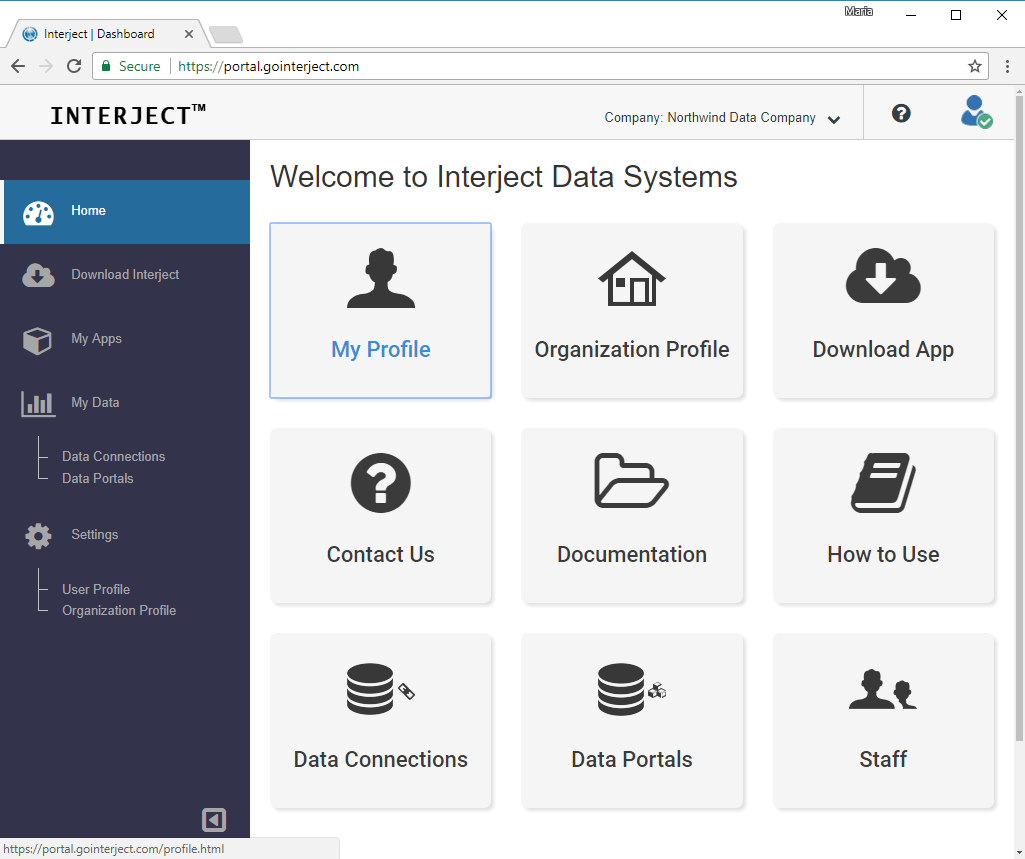 Maria
Interject | Dashboard
Secure https://portal.gointerject.com
INTERJECT™
Company: Northwind Data Company
Home
Download Interject
My Apps
My Data
Data Connections
Data Portals
Settings
User Profile
Organization Profile
Welcome to Interject Data Systems
My Profile
Organization Profile
Download App
Contact Us
Documentation
How to Use
Data Connections
Data Portals
Staff
https://portal.gointerject.com/profile.html